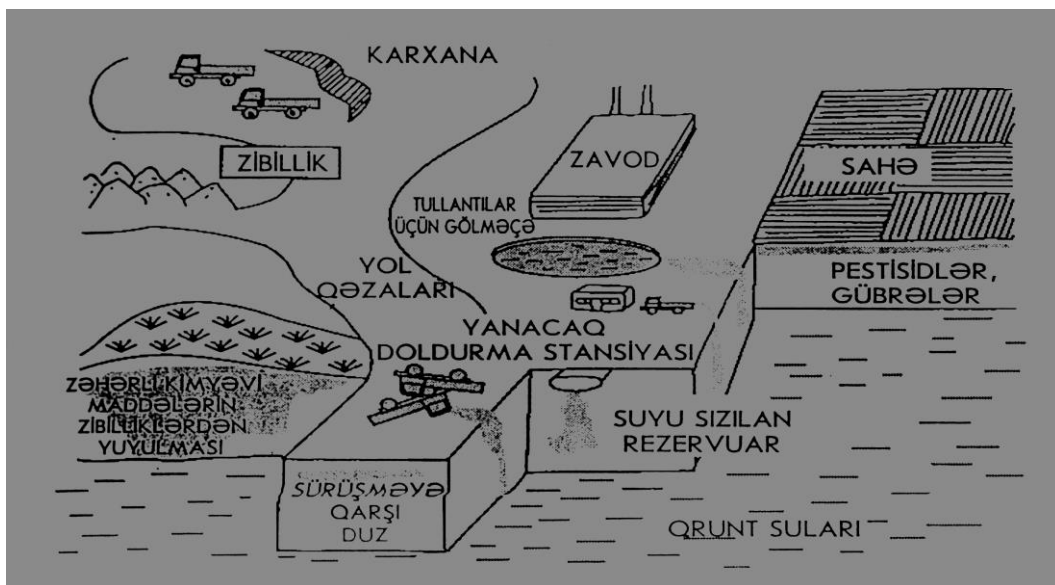 KARXANA
ZİBİLLİK
ZAVOD
SAHƏ
TULLANTILAR
ÜÇÜN GÖLMƏÇƏ
YOL
QƏZALARI
PESTİSİDLƏR,
GÜBRƏLƏR
YANACAQ
DOLDURMA STANSİYASI
ZƏHƏRLİ KİMYƏVİ
MADDƏLƏRİN
ZİBİLLİKLƏRDƏN
YUYULMASI
SUYU SIZILAN
REZERVUAR
SÜRÜŞMƏYƏ
QARŞI
DUZ
QRUNT SULARI